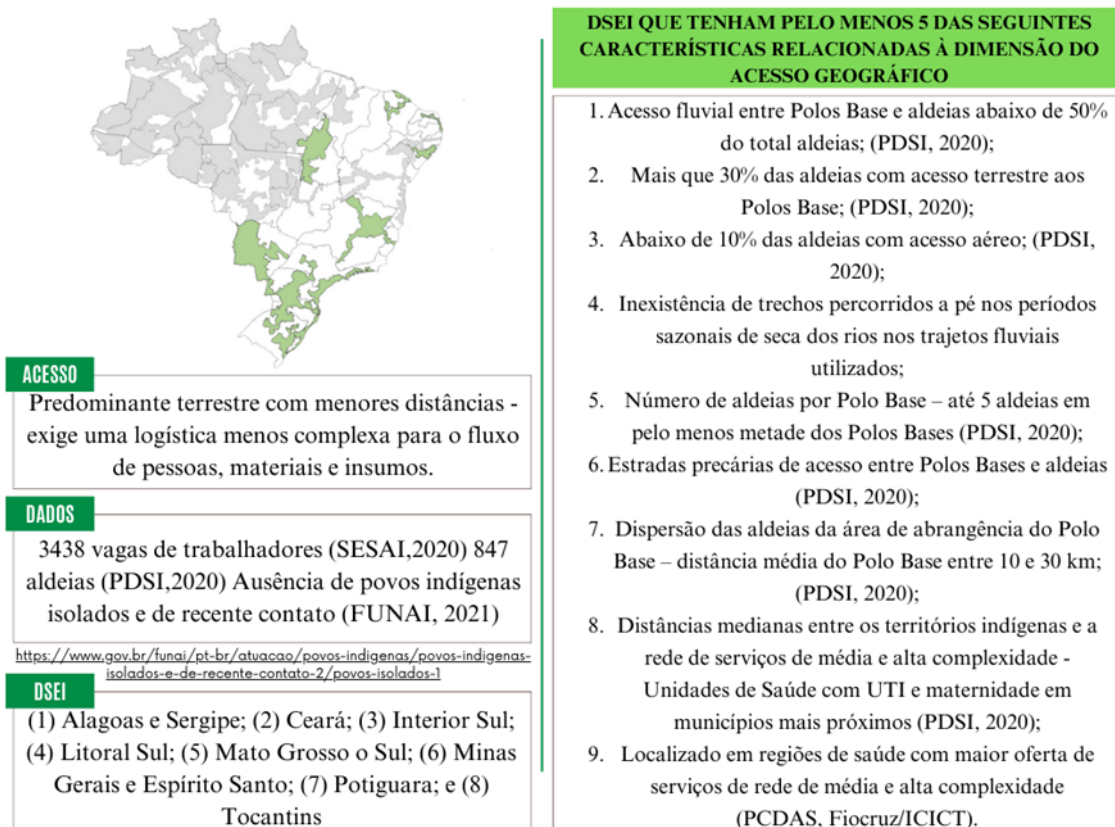 ACESSO
Predominante terrestre com menores distâncias -
exige uma logística menos complexa para o fluxo
de pessoas, materiais e insumos.
DADOS
3438 vagas de trabalhadores (SESAI,2020) 847
aldeias (PDSI,2020) Ausência de povos indígenas
isolados e de recente contato (FUNAI, 2021)
https://www.gov.br/funai/pt-br/atuacao/povos-indigenas/povos-indigenas-
isolados-e-de-recente-contato-2/povos-isolados-1
DSEI
(1) Alagoas e Sergipe; (2) Ceará; (3) Interior Sul;
(4) Litoral Sul; (5) Mato Grosso o Sul; (6) Minas
Gerais e Espírito Santo; (7) Potiguara; e (8)
Tocantins
DSEI QUE TENHAM PELO MENOS 5 DAS SEGUINTES
CARACTERÍSTICAS RELACIONADAS À DIMENSÃO DO
ACESSO GEOGRÁFICO
1. Acesso fluvial entre Polos Base e aldeias abaixo de 50%
do total aldeias; (PDSI, 2020);
2. Mais que 30% das aldeias com acesso terrestre aos
Polos Base; (PDSI, 2020);
3. Abaixo de 10% das aldeias com acesso aéreo; (PDSI,
2020);
4. Inexistência de trechos percorridos a pé nos períodos
sazonais de seca dos rios nos trajetos fluviais
utilizados;
5. Número de aldeias por Polo Base – até 5 aldeias em
pelo menos metade dos Polos Bases (PDSI, 2020);
6. Estradas precárias de acesso entre Polos Bases e aldeias
(PDSI, 2020);
7. Dispersão das aldeias da área de abrangência do Polo
Base – distância média do Polo Base entre 10 e 30 km;
(PDSI, 2020);
8. Distâncias medianas entre os territórios indígenas e a
rede de serviços de média e alta complexidade -
Unidades de Saúde com UTI e maternidade em
municípios mais próximos (PDSI, 2020);
9. Localizado em regiões de saúde com maior oferta de
serviços de rede de média e alta complexidade
(PCDAS, Fiocruz/ICICT).